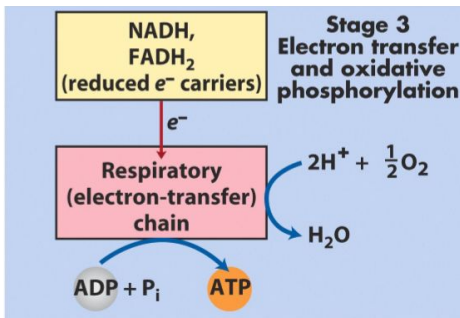 Stage 3
Electron transfer
and oxidative
phosphorylation
NADH,
FADH₂
(reduced e⁻ carriers)
e⁻
Respiratory
(electron-transfer)
chain
2H⁺ + ½O₂
H₂O
ADP + Pᵢ
ATP